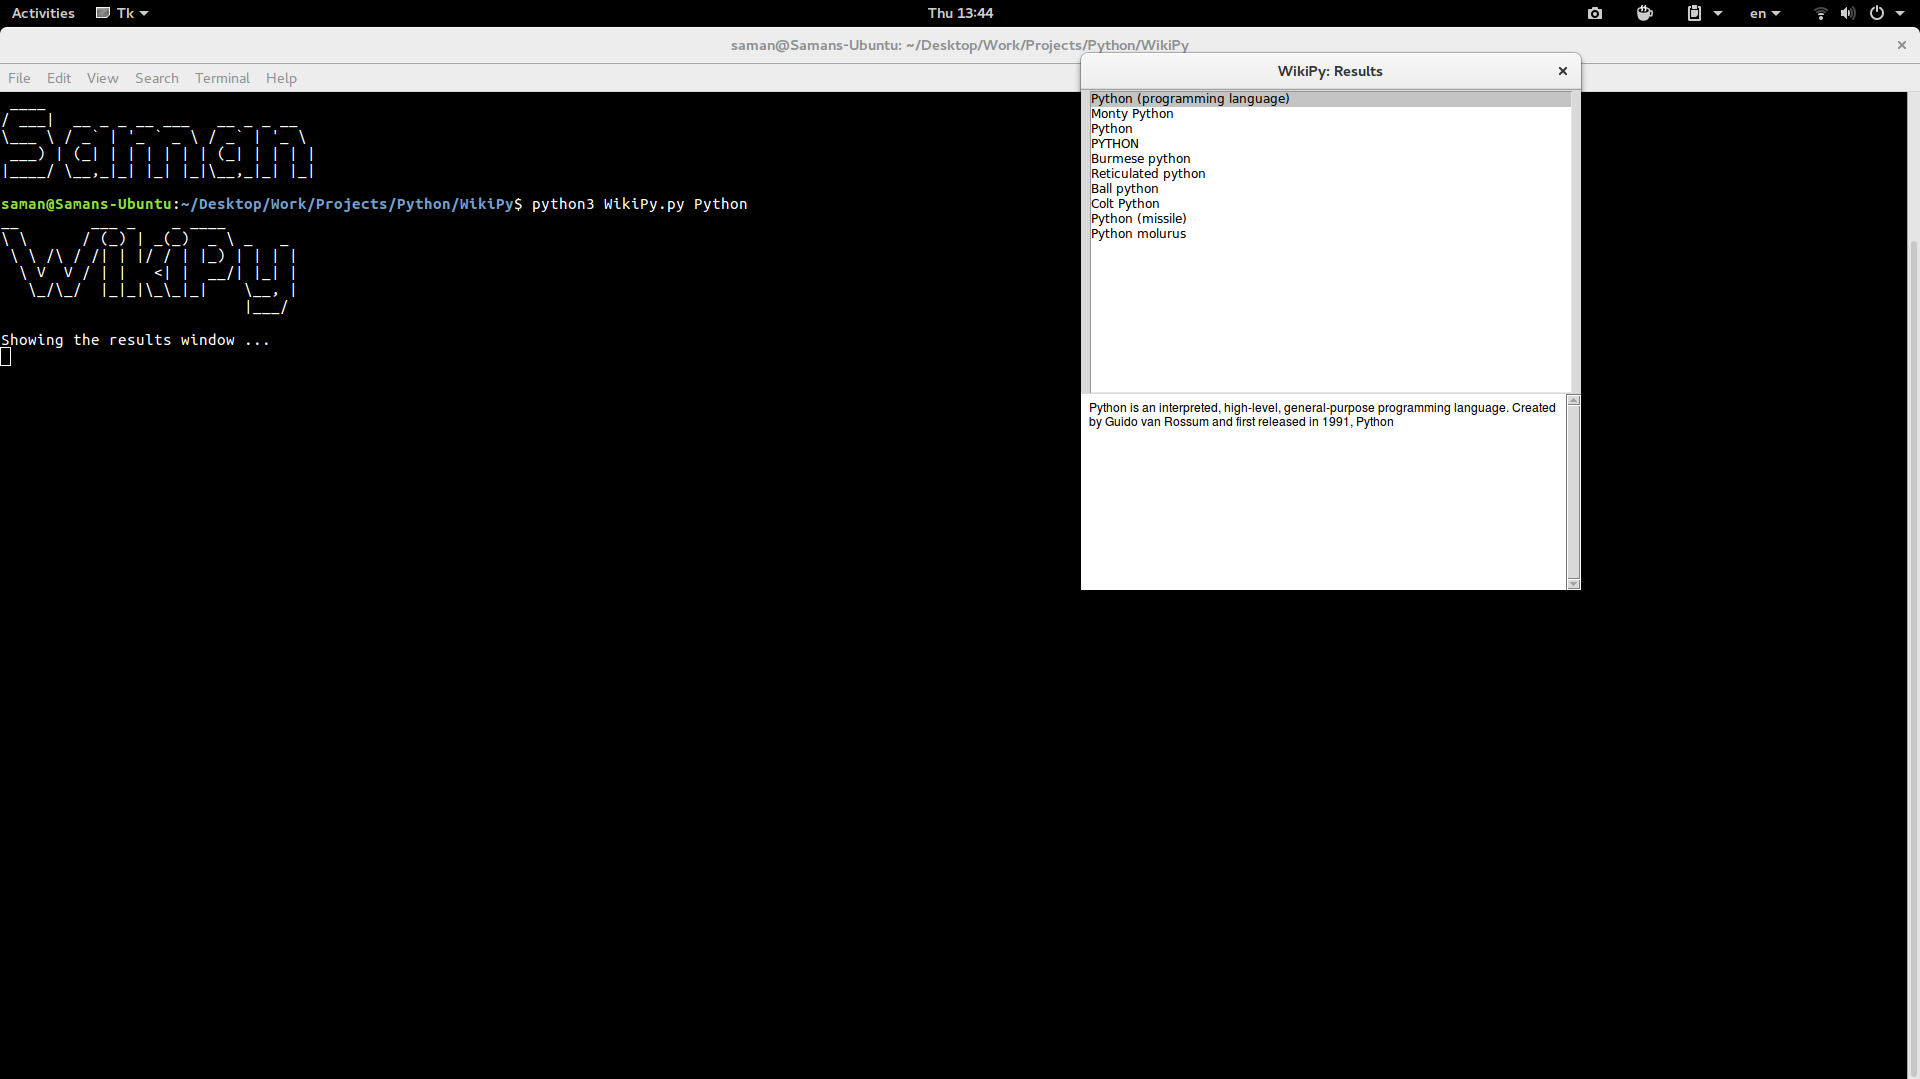 Activities Tk Thu 13:44 en
saman@Samans-Ubuntu: ~/Desktop/Work/Projects/Python/WikiPy
File Edit View Search Terminal Help
Saman
saman@Samans-Ubuntu:~/Desktop/Work/Projects/Python/WikiPy$ python3 WikiPy.py Python
WikiPy
Showing the results window ...
WikiPy: Results
Python (programming language)
Monty Python
Python
PYTHON
Burmese python
Reticulated python
Ball python
Colt Python
Python (missile)
Python molurus
Python is an interpreted, high-level, general-purpose programming language. Created
by Guido van Rossum and first released in 1991, Python